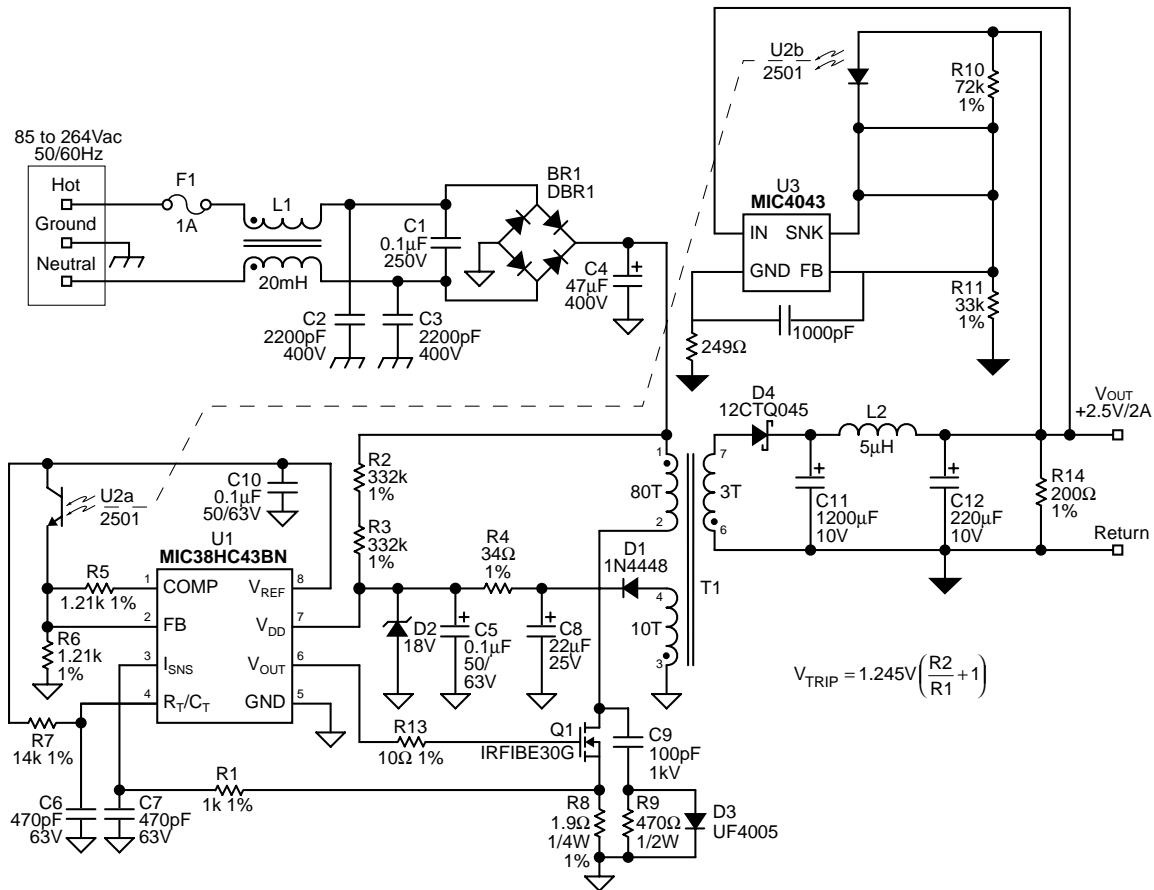 85 to 264Vac
50/60Hz
Hot
Ground
Neutral
F1
1A
L1
20mH
C1
0.1µF
250V
C2
2200pF
400V
C3
2200pF
400V
BR1
DBR1
C4
47µF
400V
U2b
2501
R10
72k
1%
U3
MIC4043
IN
SNK
GND
FB
R11
33k
1%
1000pF
249Ω
D4
12CTQ045
L2
5µH
VOUT
+2.5V/2A
C11
1200µF
10V
C12
220µF
10V
R14
200Ω
1%
Return
1
80T
2
7
3T
6
4
10T
3
T1
R2
332k
1%
R3
332k
1%
R4
34Ω
1%
D1
1N4448
C10
0.1µF
50/63V
U2a
2501
U1
MIC38HC43BN
1 COMP
2 FB
3 ISNS
4 RT/CT
VREF 8
VDD 7
VOUT 6
GND 5
R5
1.21k 1%
R6
1.21k
1%
D2
18V
C5
0.1µF
50/
63V
C8
22µF
25V
VTRIP = 1.245V(R2/R1 + 1)
R7
14k 1%
R13
10Ω 1%
Q1
IRFIBE30G
C9
100pF
1kV
R1
1k 1%
C6
470pF
63V
C7
470pF
63V
R8
1.9Ω
1/4W
1%
R9
470Ω
1/2W
D3
UF4005